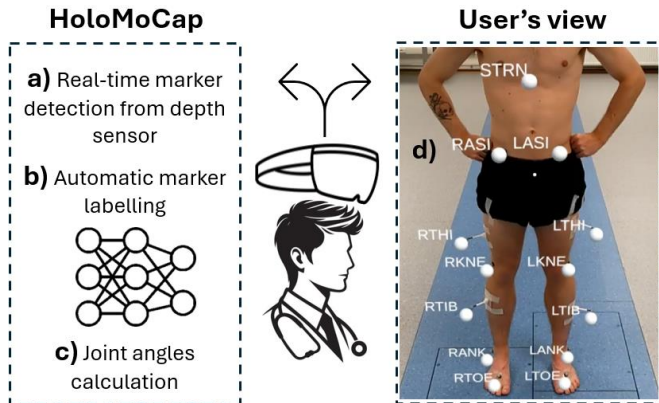 HoloMoCap
a) Real-time marker
detection from depth
sensor
b) Automatic marker
labelling
c) Joint angles
calculation
User’s view
d)
STRN
RASI LASI
RTHI LTHI
RKNE LKNE
RTIB LTIB
RANK LANK
RTOE LTOE